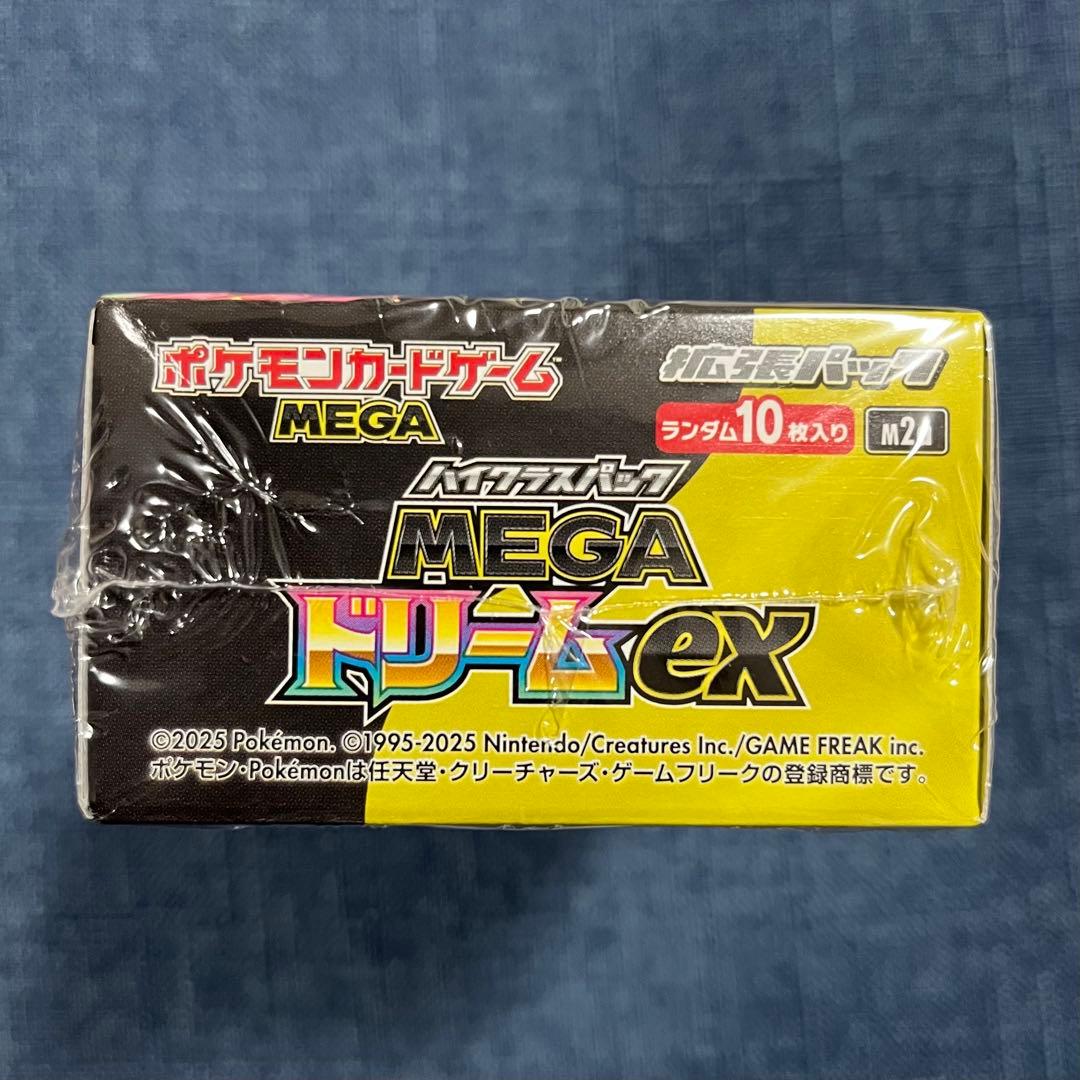 ポケモンカードゲーム™
MEGA
拡張パック
ランダム10枚入り
ハイクラスパック
MEGA
ドリームex
©2025 Pokémon. ©1995-2025 Nintendo/Creatures Inc./GAME FREAK inc.
ポケモン・Pokémonは任天堂・クリーチャーズ・ゲームフリークの登録商標です。